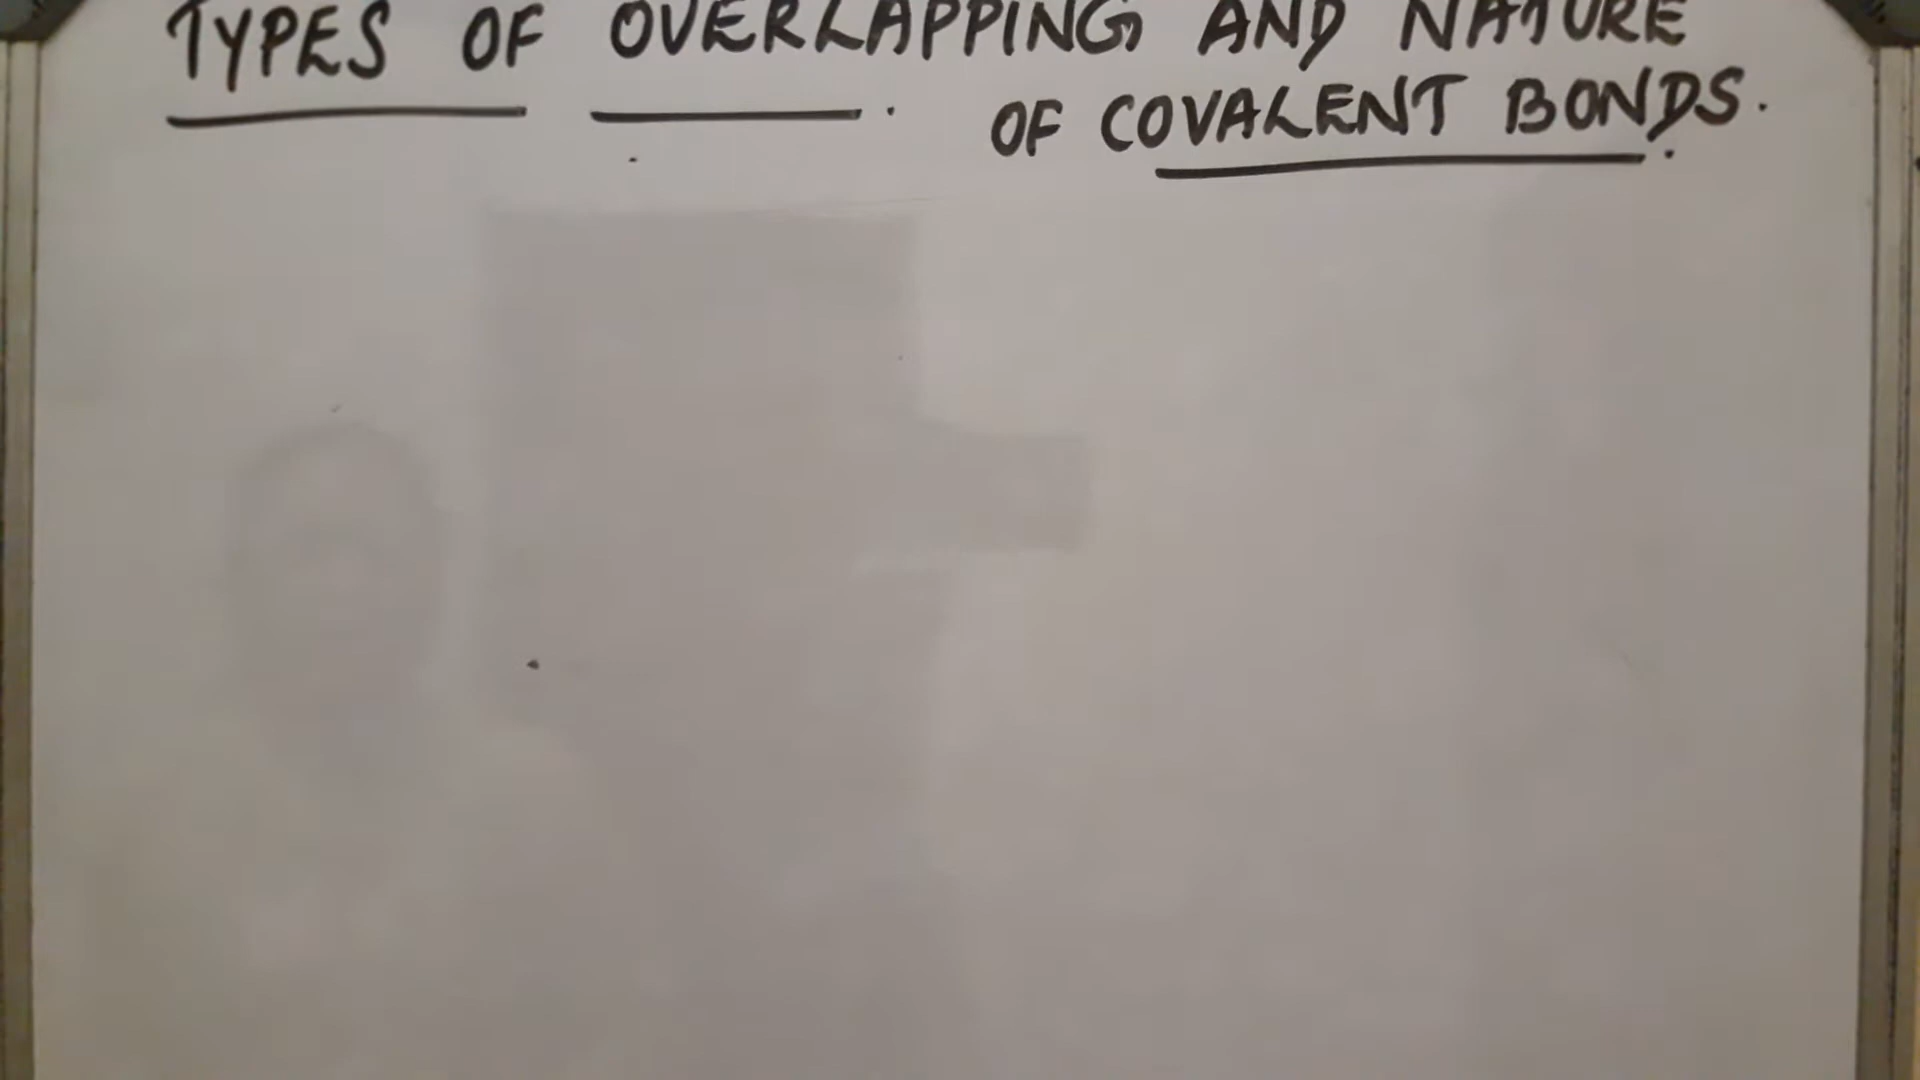 TYPES OF OVERLAPPING AND NATURE
OF COVALENT BONDS.